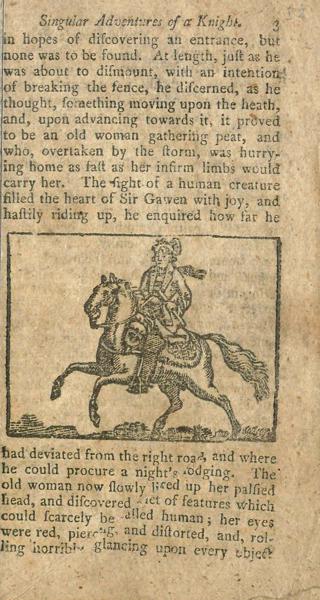 Singular Adventures of a Knight. 3
in hopes of diſcovering an entrance, but
none was to be found. At length, juſt as he
was about to diſmount, with an intention
of breaking the fence, he diſcerned, as he
thought, ſomething moving upon the heath,
and, upon advancing towards it, it proved
to be an old woman gathering peat, and
who, overtaken by the ſtorm, was hurry-
ing home as faſt as her infirm limbs would
carry her. The ſight of a human creature
filled the heart of Sir Gawen with joy, and
haſtily riding up, he enquired how far he
had deviated from the right road, and where
he could procure a night's lodging. The
old woman now ſlowly lifted up her palſied
head, and diſcovered ſet of features which
could ſcarcely be called human; her eyes
were red, piercing, and diſtorted, and, rol-
ling horribly glancing upon every object